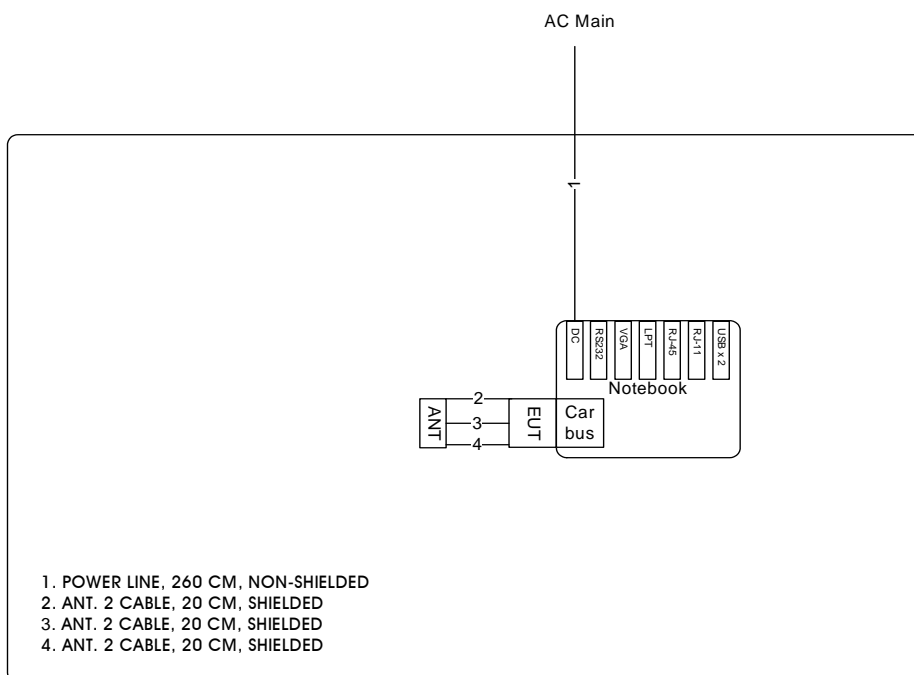 AC Main
1
DC
RS232
VGA
LPT
RJ-45
RJ-11
USB x 2
Notebook
ANT
2
3
4
EUT
Car
bus
1. POWER LINE, 260 CM, NON-SHIELDED
2. ANT. 2 CABLE, 20 CM, SHIELDED
3. ANT. 2 CABLE, 20 CM, SHIELDED
4. ANT. 2 CABLE, 20 CM, SHIELDED